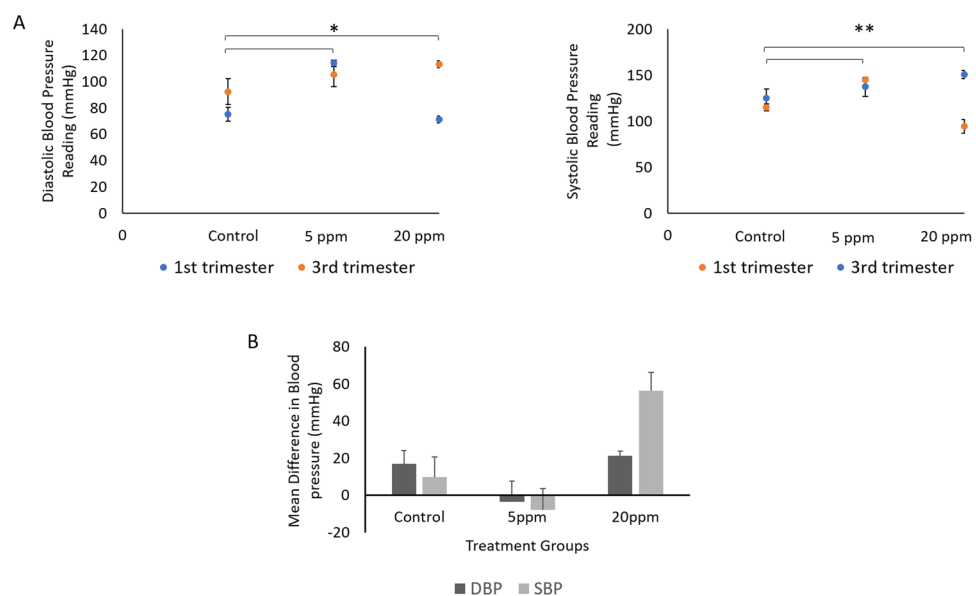 A
Diastolic Blood Pressure
Reading (mmHg)
140
120
100
80
60
40
20
0
*
0 Control 5 ppm 20 ppm
1st trimester 3rd trimester
Systolic Blood Pressure
Reading
(mmHg)
200
150
100
50
0
**
0 Control 5 ppm 20 ppm
1st trimester 3rd trimester
B
Mean Difference in Blood
pressure (mmHg)
80
60
40
20
0
-20
Control 5ppm 20ppm
Treatment Groups
DBP SBP